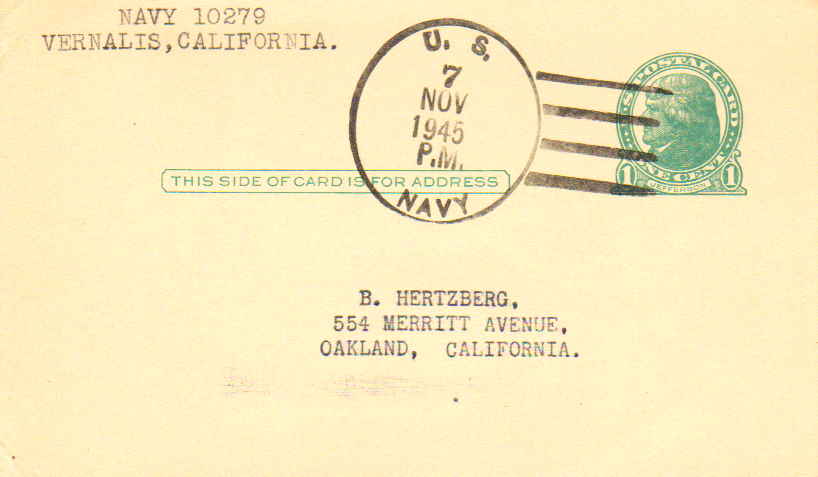 NAVY 10279
VERNALIS, CALIFORNIA.
U. S.
7
NOV
1945
P.M.
NAVY
U.S. POSTAL CARD
ONE CENT
1 JEFFERSON 1
THIS SIDE OF CARD IS FOR ADDRESS
B. HERTZBERG,
554 MERRITT AVENUE,
OAKLAND, CALIFORNIA.